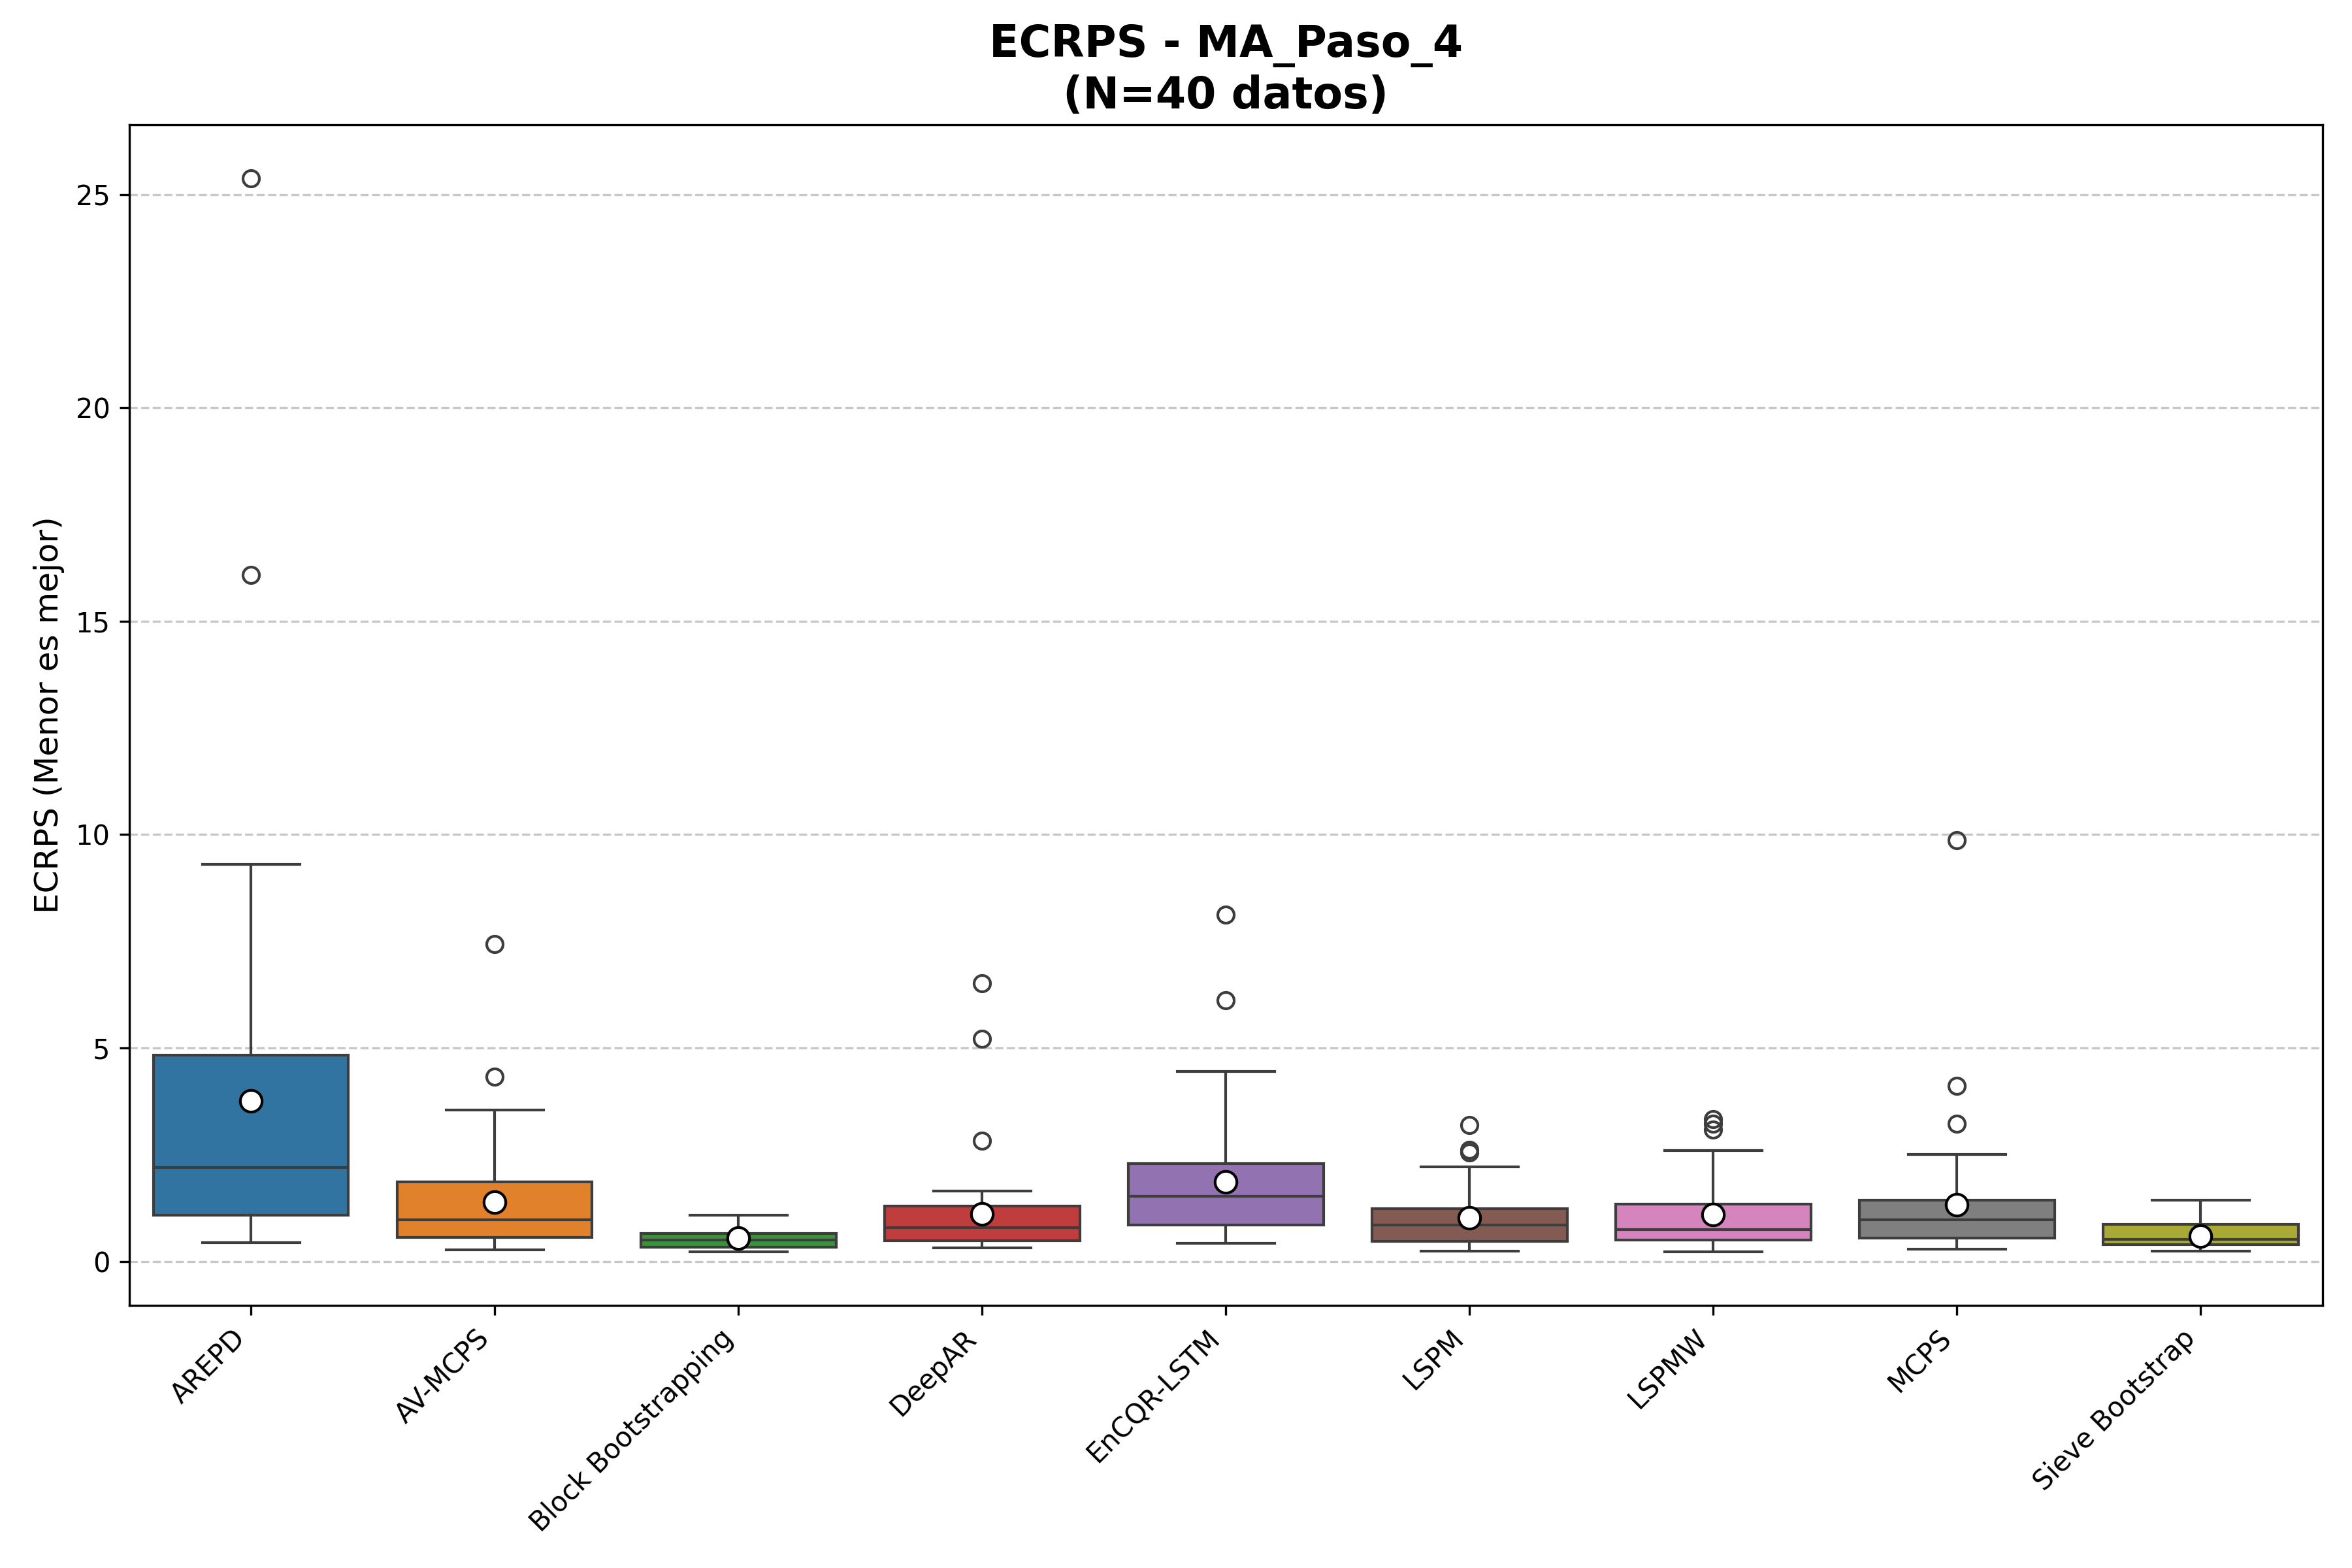 ECRPS - MA_Paso_4
(N=40 datos)
ECRPS (Menor es mejor)
25
20
15
10
5
0
AREPD
AV-MCPS
Block Bootstrapping
DeepAR
EnCQR-LSTM
LSPM
LSPMW
MCPS
Sieve Bootstrap